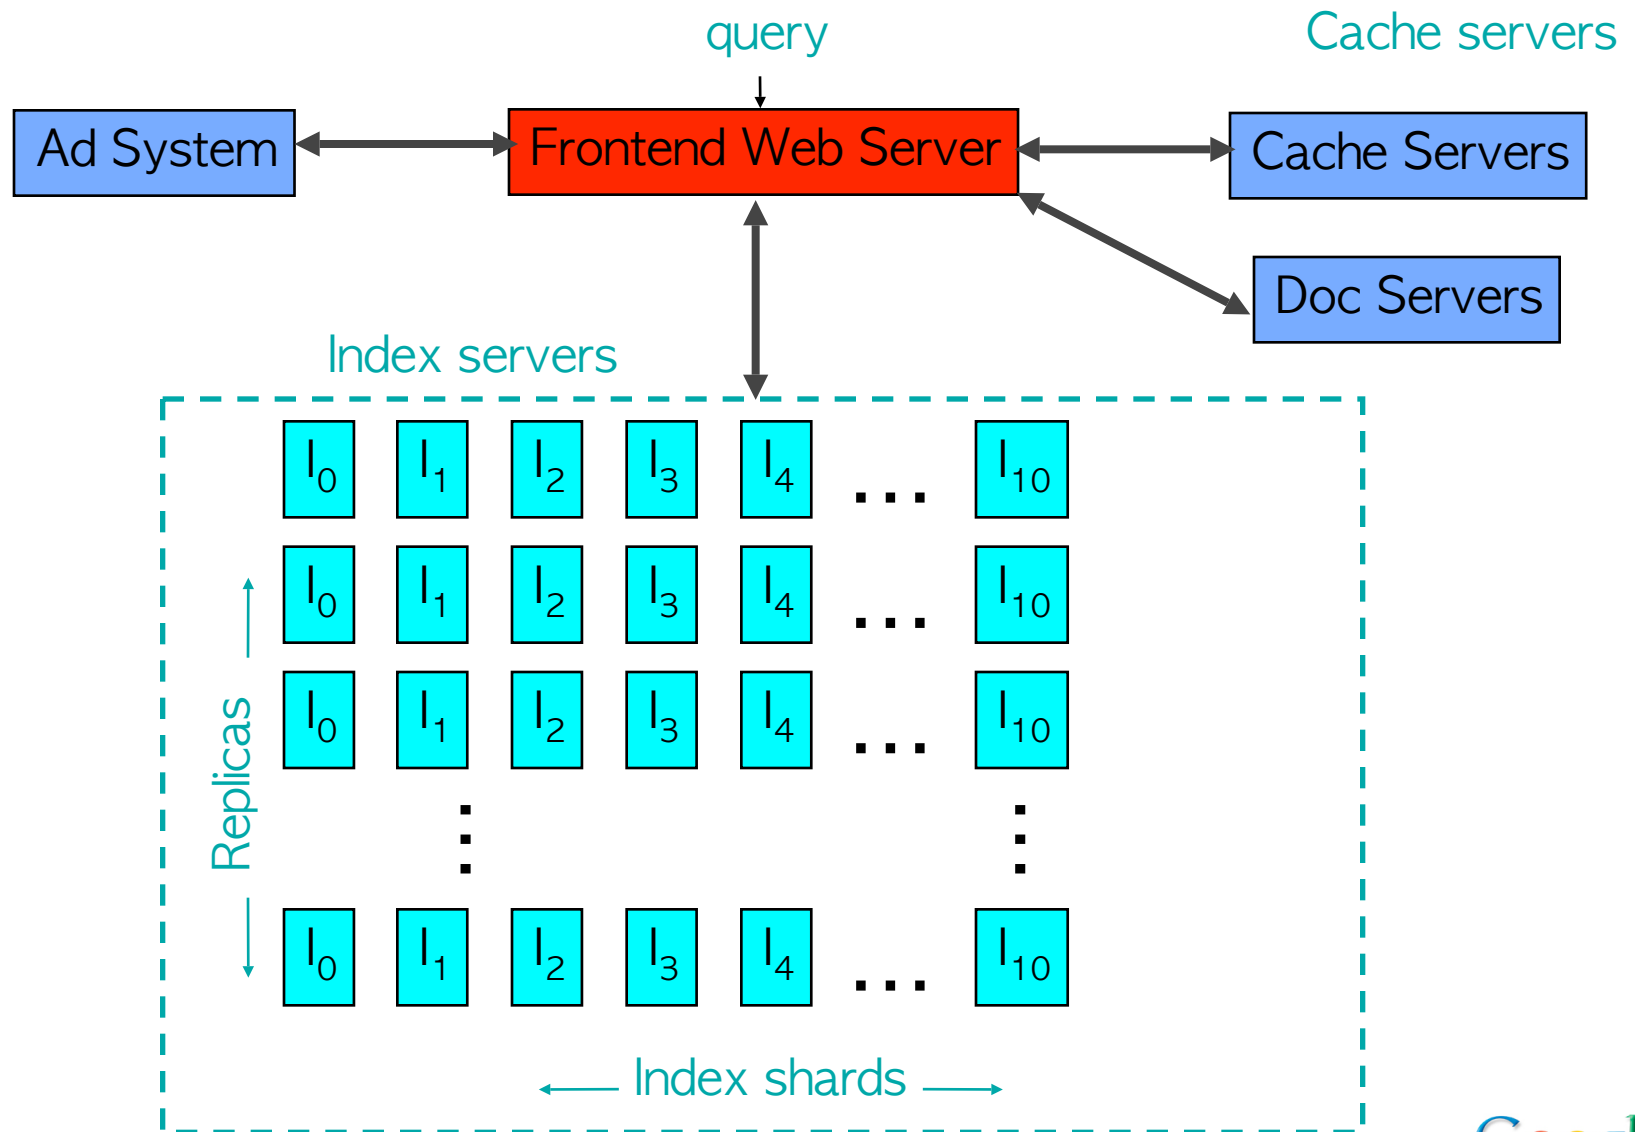 query
Cache servers
Ad System
Frontend Web Server
Cache Servers
Doc Servers
Index servers
I0 I1 I2 I3 I4 ... I10
I0 I1 I2 I3 I4 ... I10
I0 I1 I2 I3 I4 ... I10
Replicas
I0 I1 I2 I3 I4 ... I10
Index shards